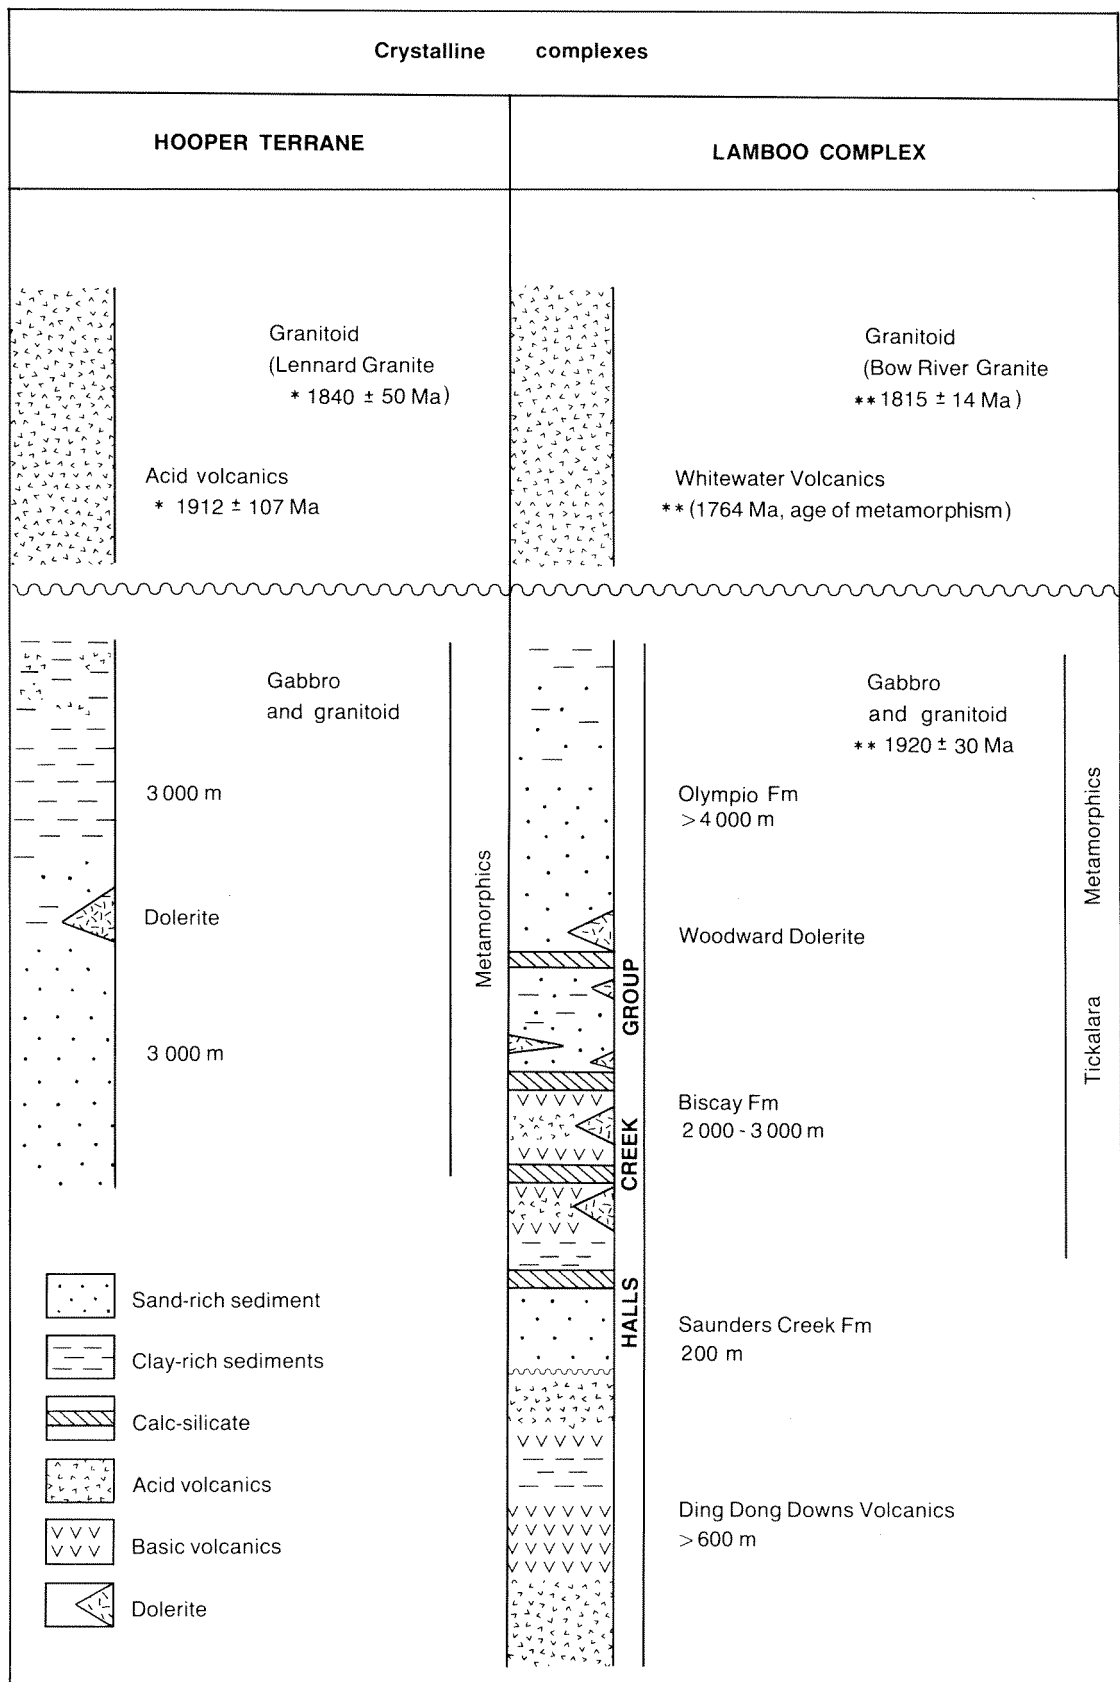 Crystalline complexes
HOOPER TERRANE
LAMBOO COMPLEX
Granitoid
(Lennard Granite
* 1840 ± 50 Ma)
Acid volcanics
* 1912 ± 107 Ma
Gabbro
and granitoid
3 000 m
Dolerite
3 000 m
Metamorphics
Granitoid
(Bow River Granite
** 1815 ± 14 Ma)
Whitewater Volcanics
** (1764 Ma, age of metamorphism)
Gabbro
and granitoid
** 1920 ± 30 Ma
Olympio Fm
>4 000 m
Woodward Dolerite
Biscay Fm
2 000 - 3 000 m
Saunders Creek Fm
200 m
Ding Dong Downs Volcanics
>600 m
HALLS CREEK GROUP
Tickalara Metamorphics
Sand-rich sediment
Clay-rich sediments
Calc-silicate
Acid volcanics
Basic volcanics
Dolerite